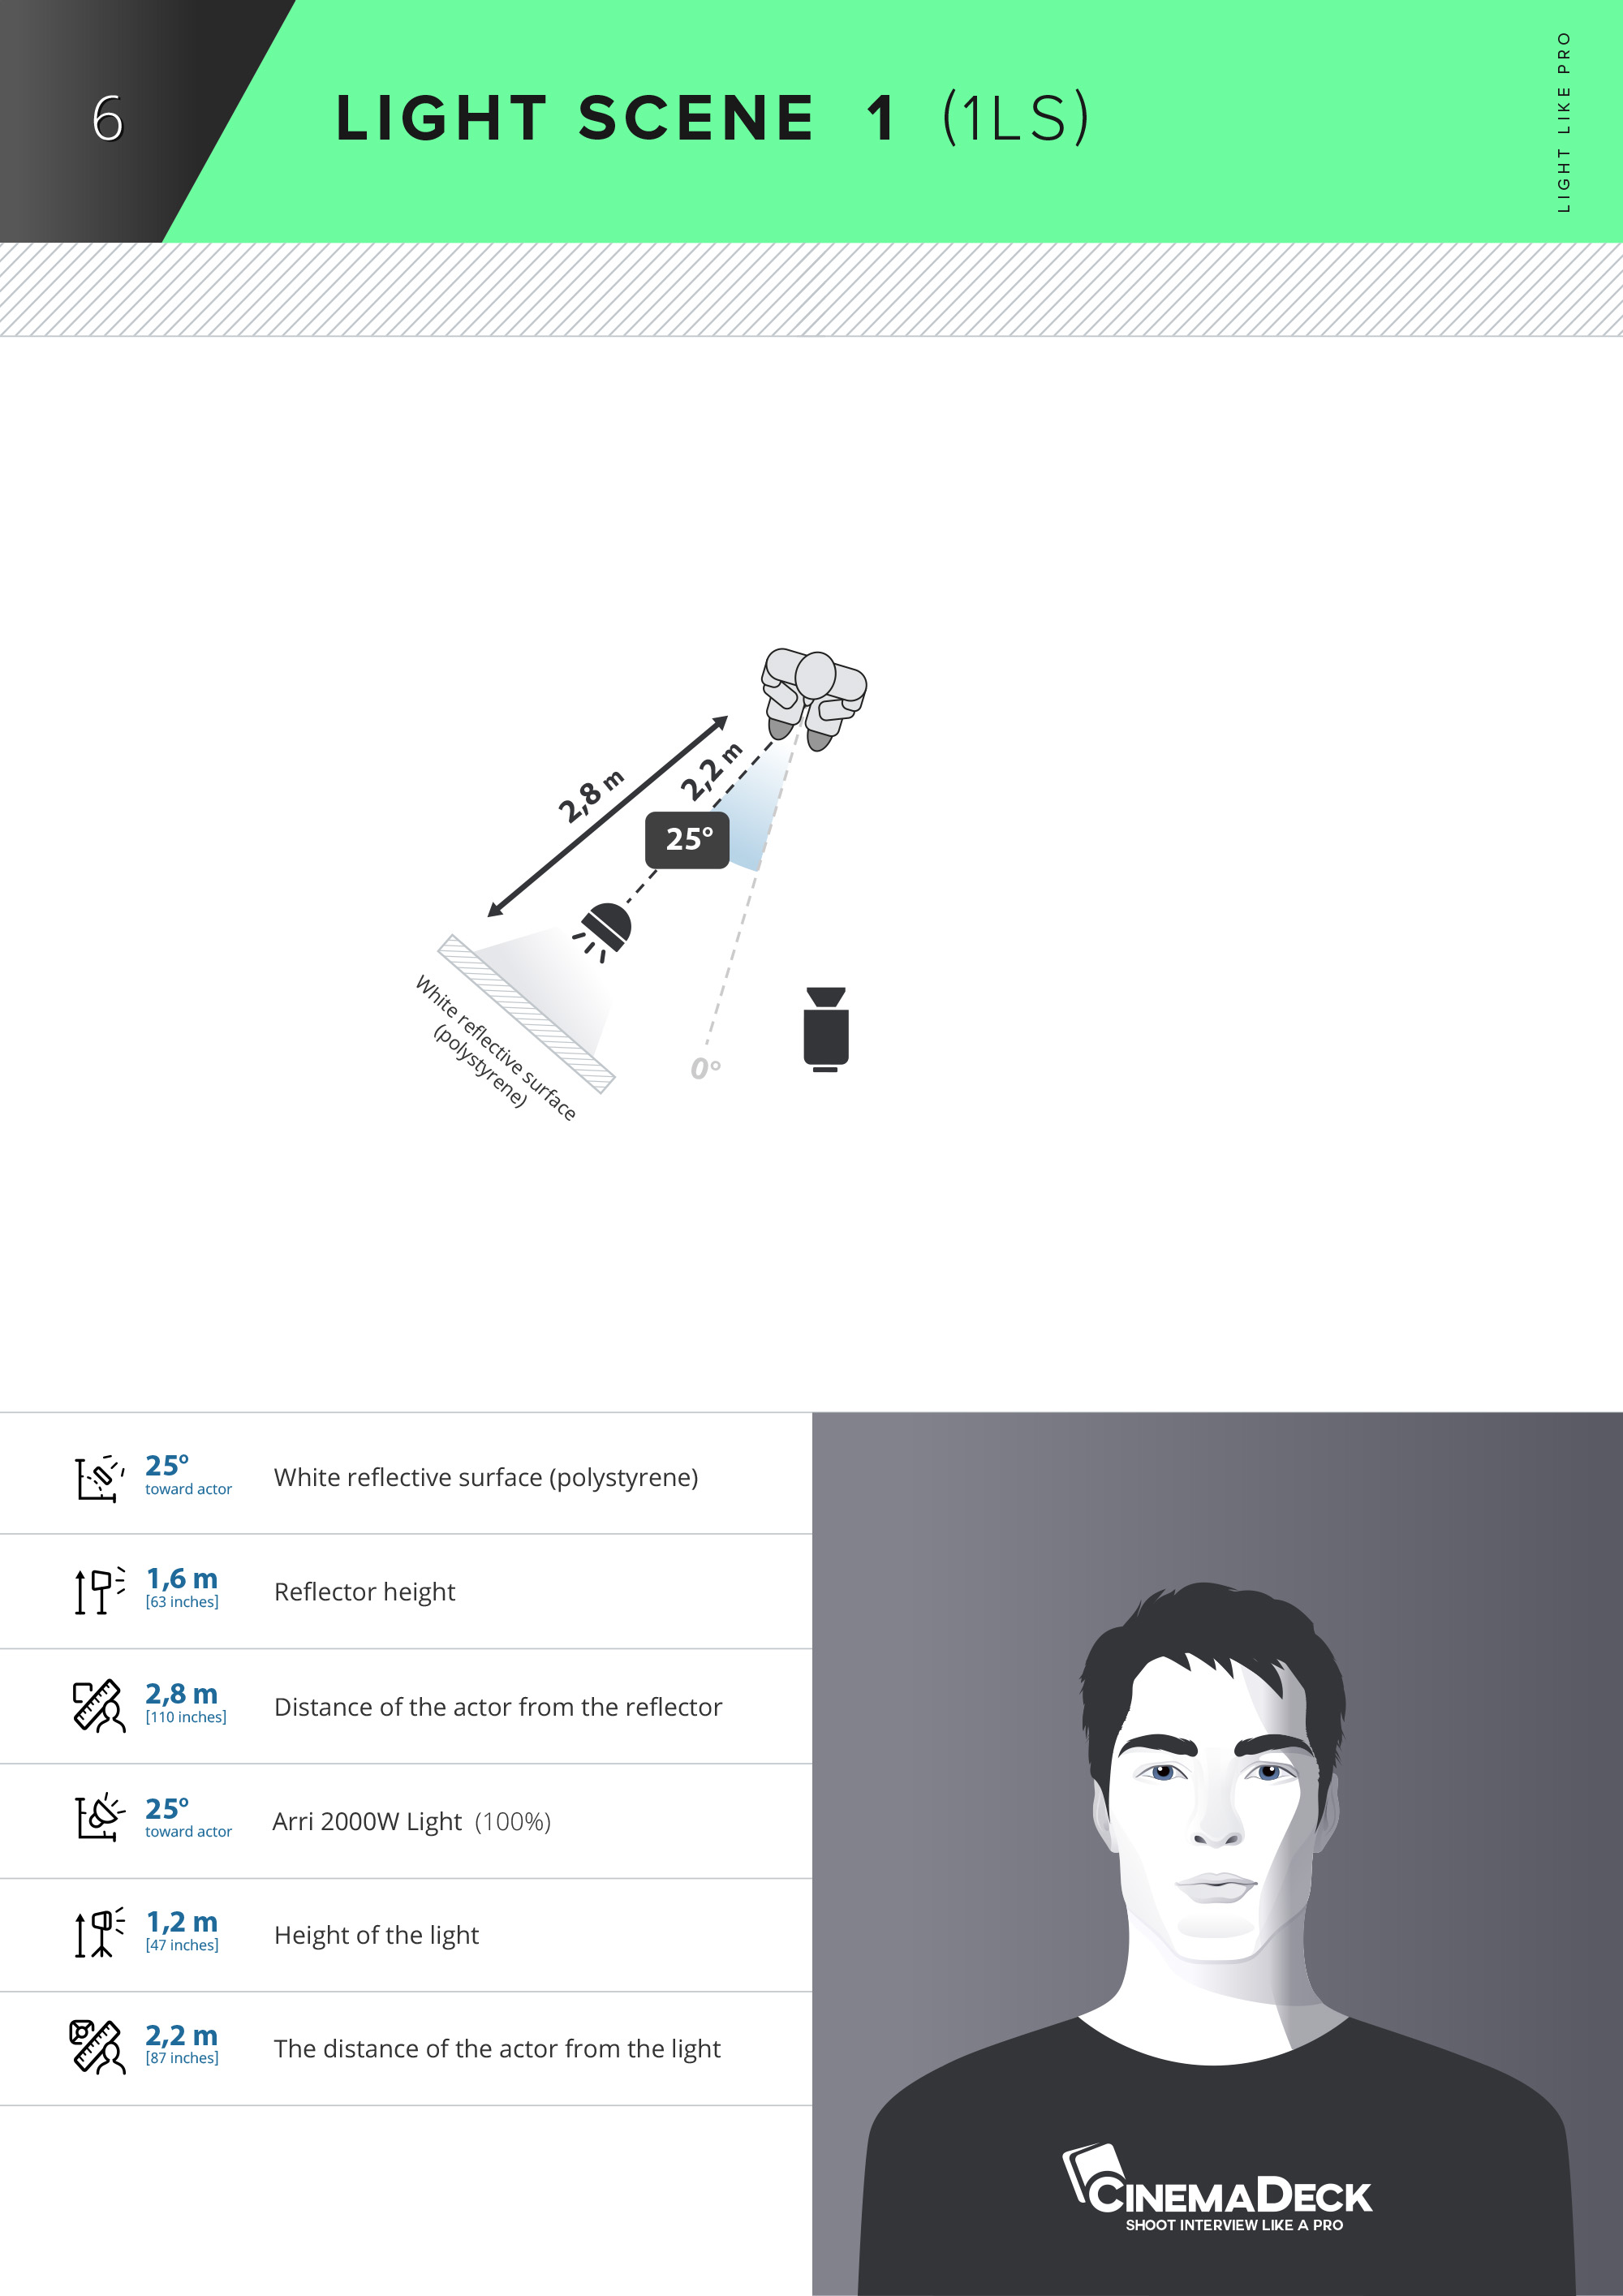 6
LIGHT SCENE 1 (1LS)
LIGHT LIKE PRO
2,8 m
2,2 m
25°
White reflective surface
(polystyrene)
0°
25°
toward actor
White reflective surface (polystyrene)
1,6 m
[63 inches]
Reflector height
2,8 m
[110 inches]
Distance of the actor from the reflector
25°
toward actor
Arri 2000W Light (100%)
1,2 m
[47 inches]
Height of the light
2,2 m
[87 inches]
The distance of the actor from the light
CINEMADECK
SHOOT INTERVIEW LIKE A PRO